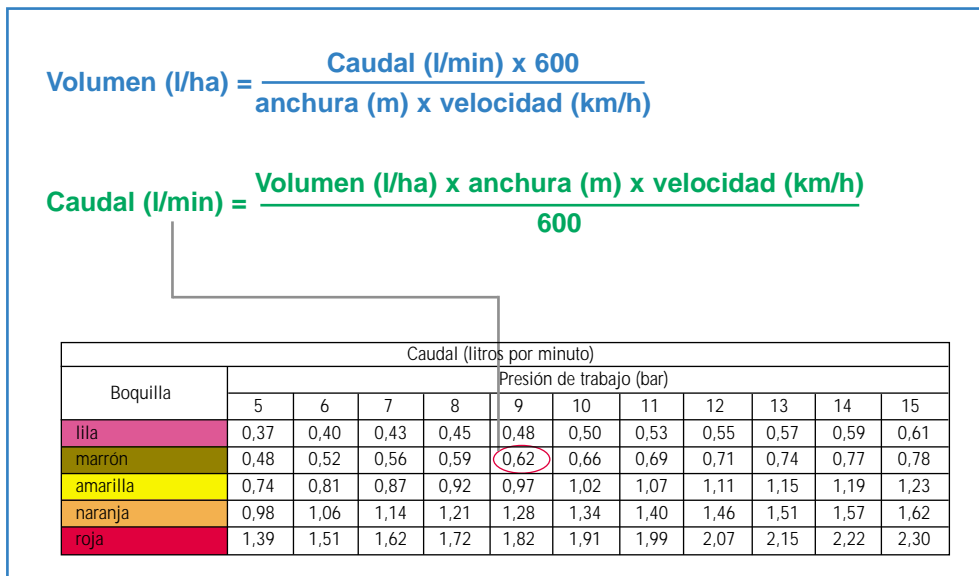 Volumen (l/ha) = Caudal (l/min) x 600
anchura (m) x velocidad (km/h)
Caudal (l/min) = Volumen (l/ha) x anchura (m) x velocidad (km/h)
600
Caudal (litros por minuto)
Boquilla Presión de trabajo (bar)
5 6 7 8 9 10 11 12 13 14 15
lila 0,37 0,40 0,43 0,45 0,48 0,50 0,53 0,55 0,57 0,59 0,61
marrón 0,48 0,52 0,56 0,59 0,62 0,66 0,69 0,71 0,74 0,77 0,78
amarilla 0,74 0,81 0,87 0,92 0,97 1,02 1,07 1,11 1,15 1,19 1,23
naranja 0,98 1,06 1,14 1,21 1,28 1,34 1,40 1,46 1,51 1,57 1,62
roja 1,39 1,51 1,62 1,72 1,82 1,91 1,99 2,07 2,15 2,22 2,30